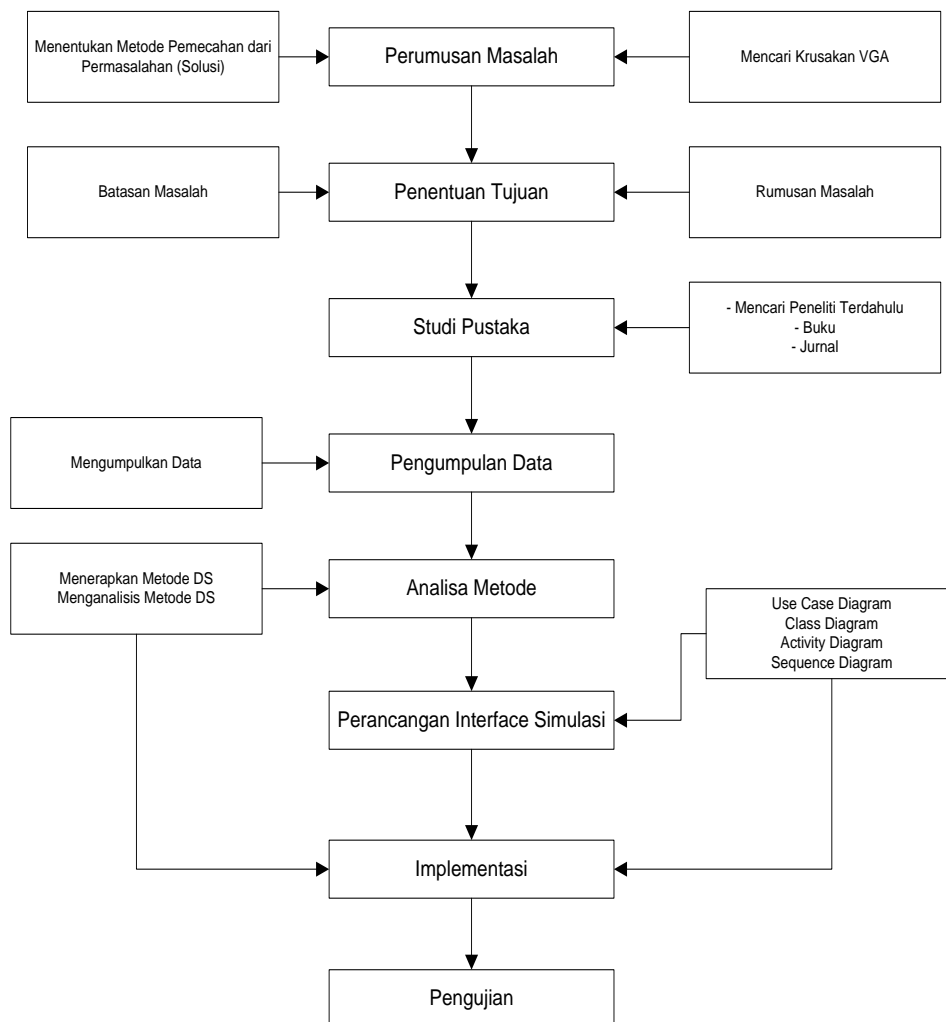 Menentukan Metode Pemecahan dari
Permasalahan (Solusi)
Perumusan Masalah
Mencari Krusakan VGA
Batasan Masalah
Penentuan Tujuan
Rumusan Masalah
Studi Pustaka
- Mencari Peneliti Terdahulu
- Buku
- Jurnal
Mengumpulkan Data
Pengumpulan Data
Menerapkan Metode DS
Menganalisis Metode DS
Analisa Metode
Use Case Diagram
Class Diagram
Activity Diagram
Sequence Diagram
Perancangan Interface Simulasi
Implementasi
Pengujian